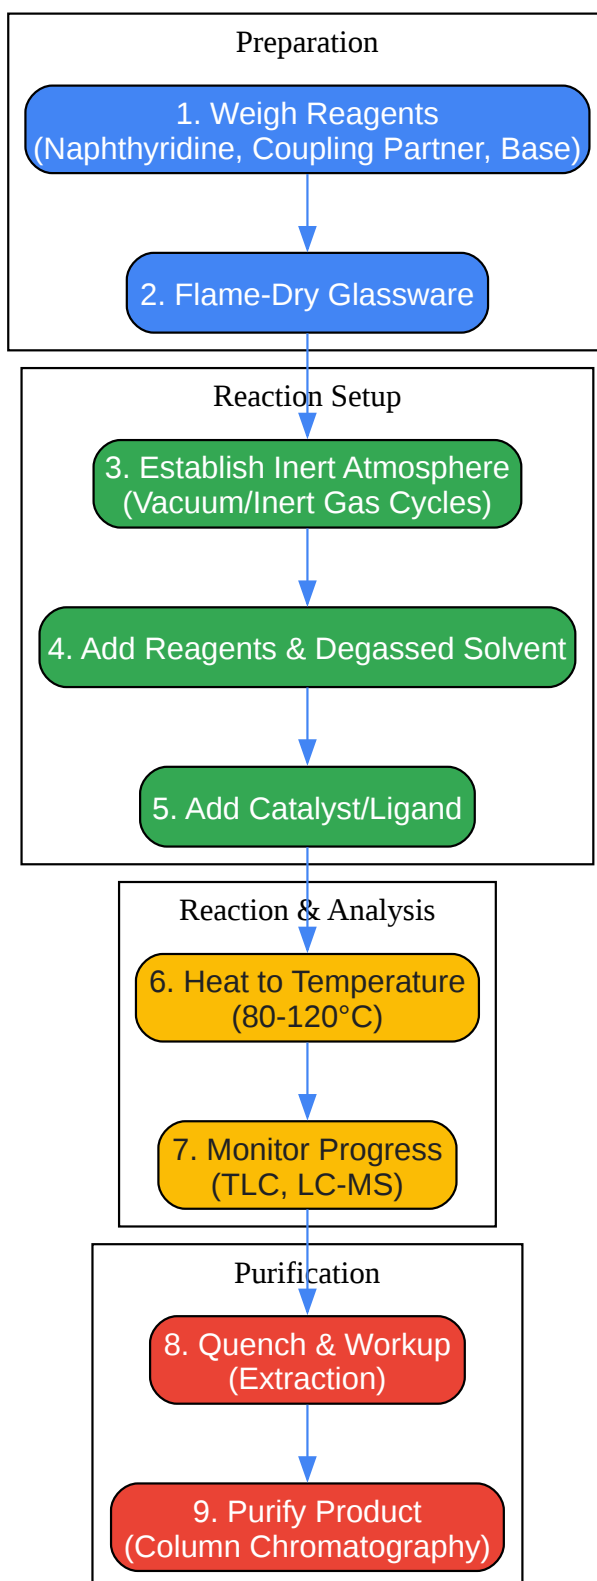 Preparation
1. Weigh Reagents
(Naphthyridine, Coupling Partner, Base)
2. Flame-Dry Glassware
Reaction Setup
3. Establish Inert Atmosphere
(Vacuum/Inert Gas Cycles)
4. Add Reagents & Degassed Solvent
5. Add Catalyst/Ligand
Reaction & Analysis
6. Heat to Temperature
(80-120°C)
7. Monitor Progress
(TLC, LC-MS)
Purification
8. Quench & Workup
(Extraction)
9. Purify Product
(Column Chromatography)